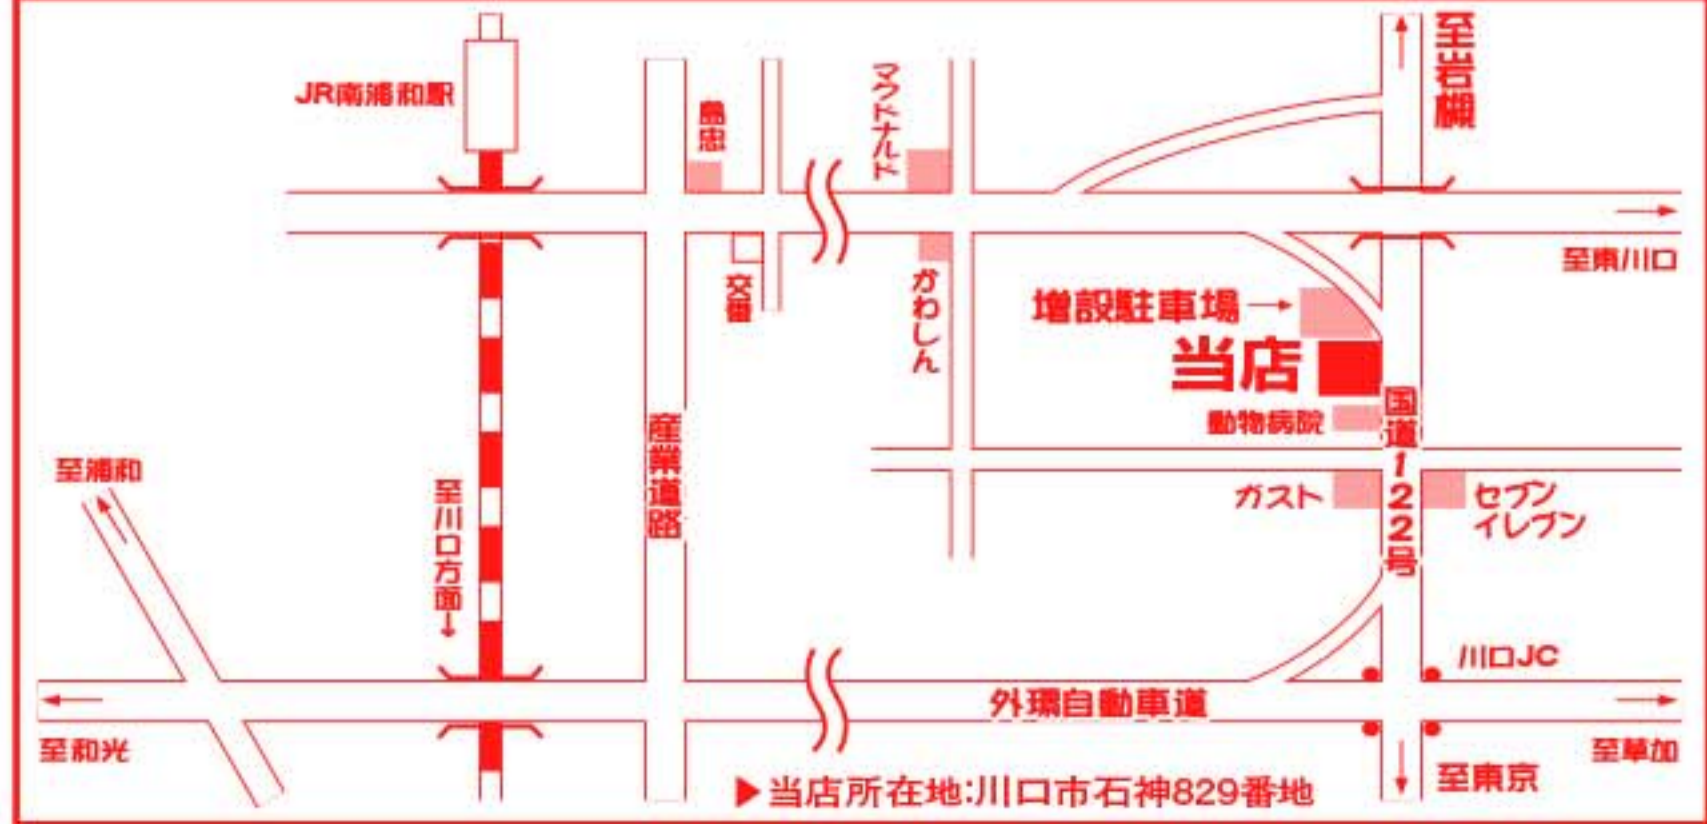 至岩槻
JR南浦和駅
島忠
マクドナルド
至東川口
交番
かわしん
増設駐車場→
当店
動物病院
国道122号
産業道路
至浦和
至川口方面→
ガスト
セブン
イレブン
川口JC
外環自動車道
至和光
至草加
至東京
▶当店所在地:川口市石神829番地